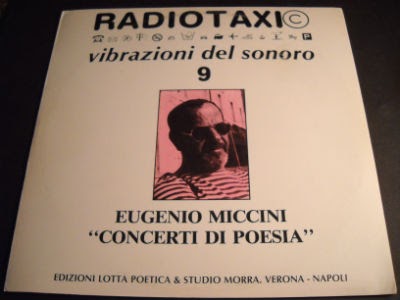 RADIOTAXI©
vibrazioni del sonoro
9
EUGENIO MICCINI
“CONCERTI DI POESIA”
EDIZIONI LOTTA POETICA & STUDIO MORRA. VERONA - NAPOLI